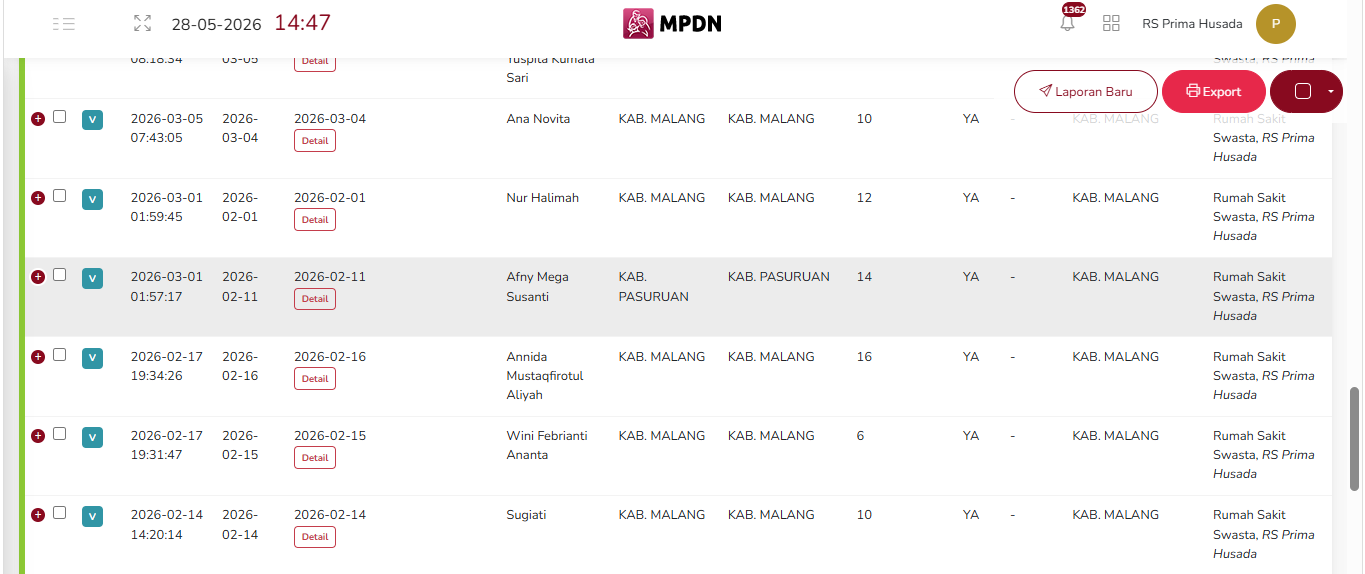 28-05-2026 14:47
MPDN
1362
RS Prima Husada
P
08:18:34 03-05 Detail Yuspita Kumala
Sari
Laporan Baru Export
2026-03-05 2026- 2026-03-04 Ana Novita KAB. MALANG KAB. MALANG 10 YA - KAB. MALANG Rumah Sakit
07:43:05 03-04 Detail Swasta, RS Prima
Husada
2026-03-01 2026- 2026-02-01 Nur Halimah KAB. MALANG KAB. MALANG 12 YA - KAB. MALANG Rumah Sakit
01:59:45 02-01 Detail Swasta, RS Prima
Husada
2026-03-01 2026- 2026-02-11 Afny Mega KAB. KAB. PASURUAN 14 YA - KAB. MALANG Rumah Sakit
01:57:17 02-11 Detail Susanti PASURUAN Swasta, RS Prima
Husada
2026-02-17 2026- 2026-02-16 Annida KAB. MALANG KAB. MALANG 16 YA - KAB. MALANG Rumah Sakit
19:34:26 02-16 Detail Mustaqfirotul Swasta, RS Prima
Aliyah Husada
2026-02-17 2026- 2026-02-15 Wini Febrianti KAB. MALANG KAB. MALANG 6 YA - KAB. MALANG Rumah Sakit
19:31:47 02-15 Detail Ananta Swasta, RS Prima
Husada
2026-02-14 2026- 2026-02-14 Sugiati KAB. MALANG KAB. MALANG 10 YA - KAB. MALANG Rumah Sakit
14:20:14 02-14 Detail Swasta, RS Prima
Husada